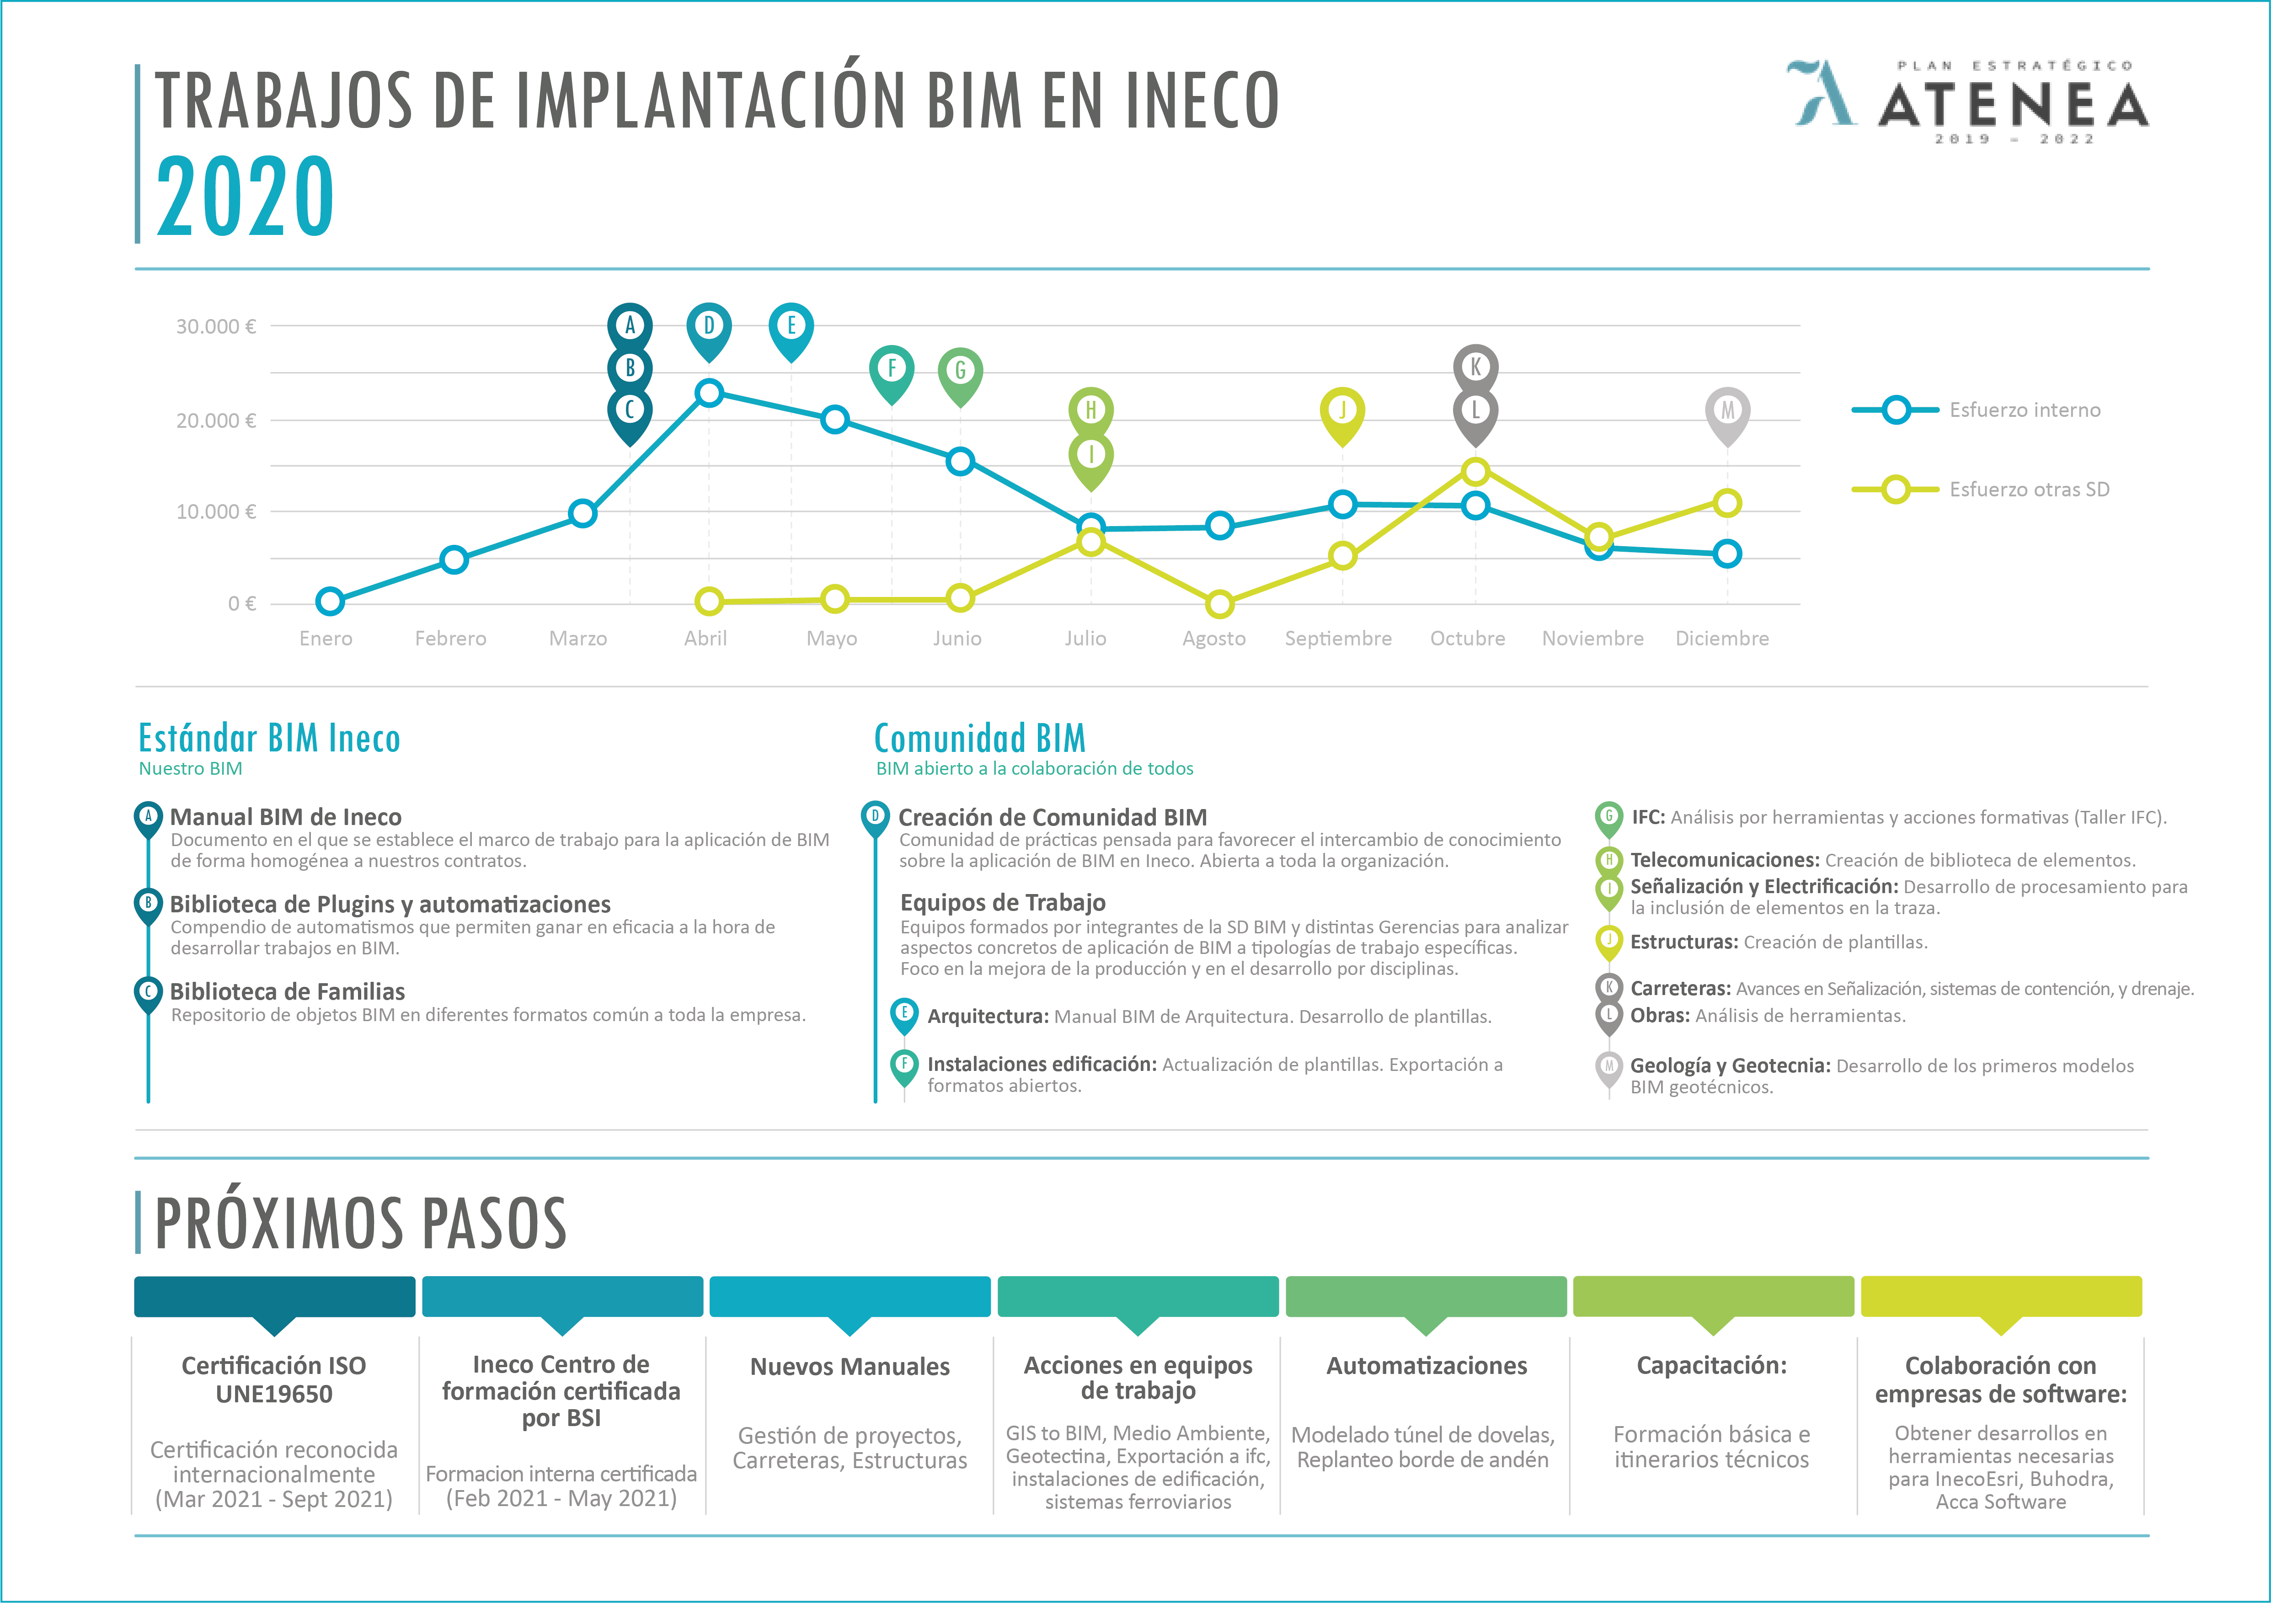 TRABAJOS DE IMPLANTACIÓN BIM EN INECO
2020
PLAN ESTRATÉGICO
ATENEA
2019 - 2022
30.000 €
20.000 €
10.000 €
0 €
A
B
C
D
E
F
G
H
I
J
K
L
M
Esfuerzo interno
Esfuerzo otras SD
Enero
Febrero
Marzo
Abril
Mayo
Junio
Julio
Agosto
Septiembre
Octubre
Noviembre
Diciembre
Estándar BIM Ineco
Nuestro BIM
A Manual BIM de Ineco
Documento en el que se establece el marco de trabajo para la aplicación de BIM
de forma homogénea a nuestros contratos.
B Biblioteca de Plugins y automatizaciones
Compendio de automatismos que permiten ganar en eficacia a la hora de
desarrollar trabajos en BIM.
C Biblioteca de Familias
Repositorio de objetos BIM en diferentes formatos común a toda la empresa.
Comunidad BIM
BIM abierto a la colaboración de todos
D Creación de Comunidad BIM
Comunidad de prácticas pensada para favorecer el intercambio de conocimiento
sobre la aplicación de BIM en Ineco. Abierta a toda la organización.
Equipos de Trabajo
Equipos formados por integrantes de la SD BIM y distintas Gerencias para analizar
aspectos concretos de aplicación de BIM a tipologías de trabajo específicas.
Foco en la mejora de la producción y en el desarrollo por disciplinas.
E Arquitectura: Manual BIM de Arquitectura. Desarrollo de plantillas.
F Instalaciones edificación: Actualización de plantillas. Exportación a
formatos abiertos.
G IFC: Análisis por herramientas y acciones formativas (Taller IFC).
H Telecomunicaciones: Creación de biblioteca de elementos.
I Señalización y Electrificación: Desarrollo de procesamiento para
la inclusión de elementos en la traza.
J Estructuras: Creación de plantillas.
K Carreteras: Avances en Señalización, sistemas de contención, y drenaje.
L Obras: Análisis de herramientas.
M Geología y Geotecnia: Desarrollo de los primeros modelos
BIM geotécnicos.
PRÓXIMOS PASOS
Certificación ISO
UNE19650
Certificación reconocida
internacionalmente
(Mar 2021 - Sept 2021)
Ineco Centro de
formación certificada
por BSI
Formacion interna certificada
(Feb 2021 - May 2021)
Nuevos Manuales
Gestión de proyectos,
Carreteras, Estructuras
Acciones en equipos
de trabajo
GIS to BIM, Medio Ambiente,
Geotectina, Exportación a ifc,
instalaciones de edificación,
sistemas ferroviarios
Automatizaciones
Modelado túnel de dovelas,
Replanteo borde de andén
Capacitación:
Formación básica e
itinerarios técnicos
Colaboración con
empresas de software:
Obtener desarrollos en
herramientas necesarias
para InecoEsri, Buhodra,
Acca Software